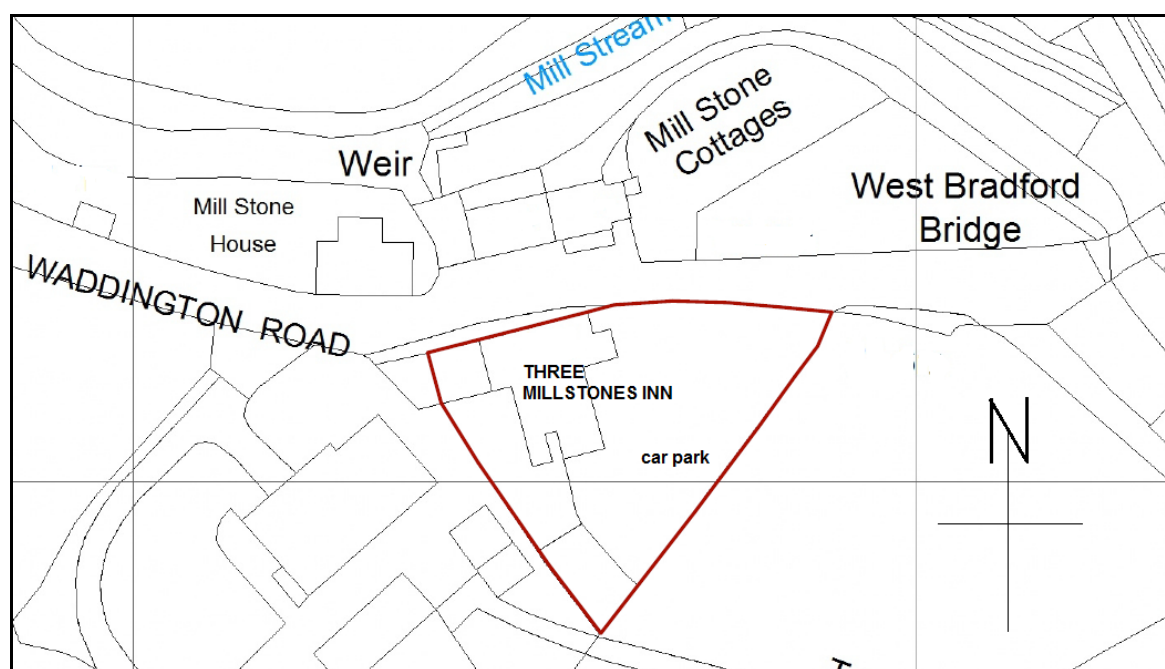 Mill Stream
Mill Stone
Cottages
Weir
West Bradford
Bridge
Mill Stone
House
WADDINGTON ROAD
THREE
MILLSTONES INN
car park
N